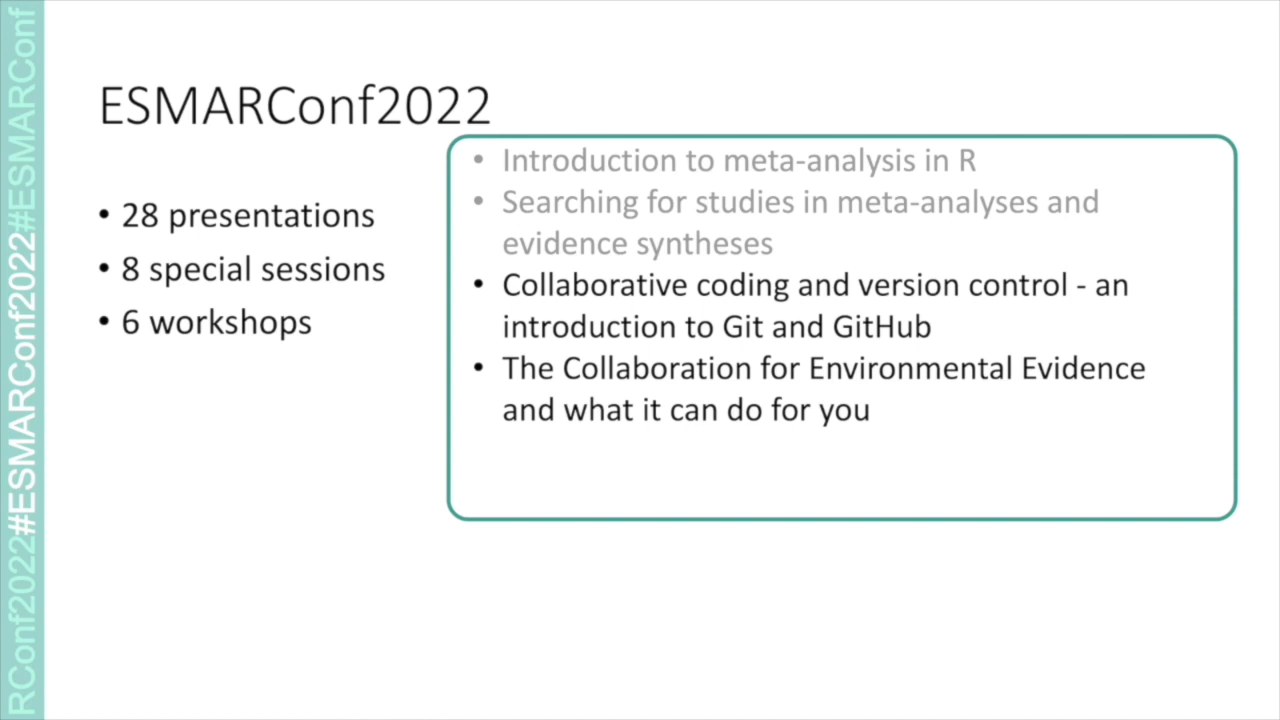 ESMARConf2022
• 28 presentations
• 8 special sessions
• 6 workshops
• Introduction to meta-analysis in R
• Searching for studies in meta-analyses and
evidence syntheses
• Collaborative coding and version control - an
introduction to Git and GitHub
• The Collaboration for Environmental Evidence
and what it can do for you
RConf2022#ESMARConf2022#ESMARConf